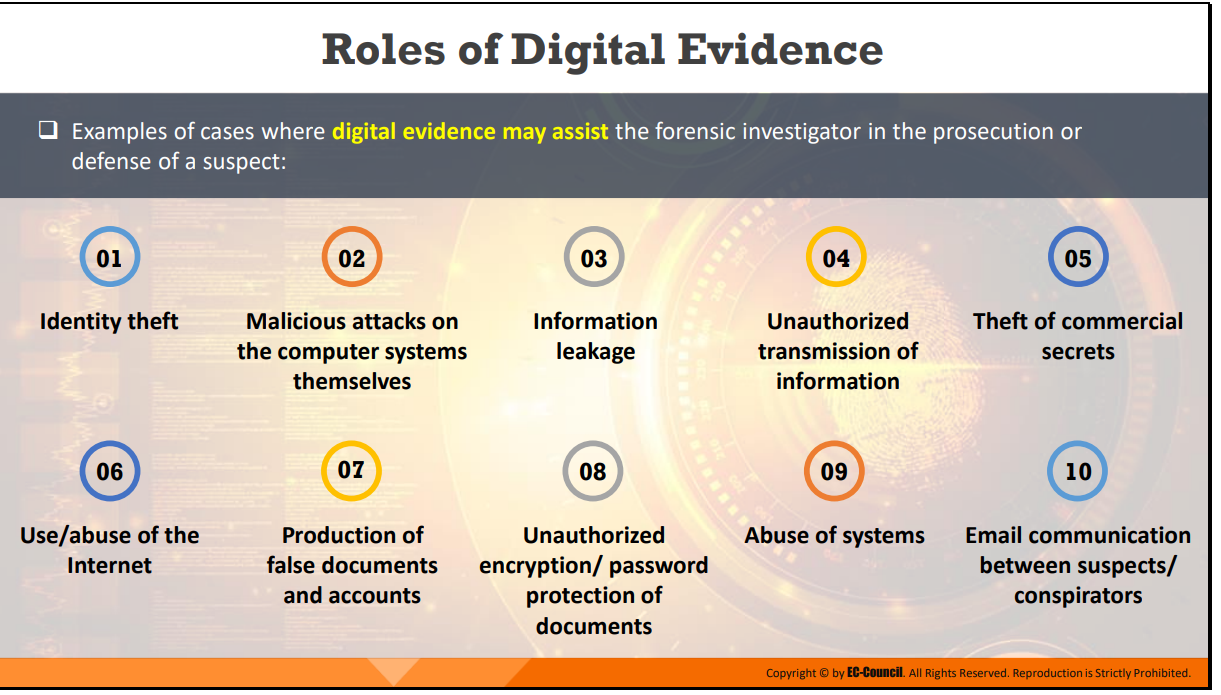 Roles of Digital Evidence
❑ Examples of cases where digital evidence may assist the forensic investigator in the prosecution or
defense of a suspect:
01
Identity theft
02
Malicious attacks on
the computer systems
themselves
03
Information
leakage
04
Unauthorized
transmission of
information
05
Theft of commercial
secrets
06
Use/abuse of the
Internet
07
Production of
false documents
and accounts
08
Unauthorized
encryption/ password
protection of
documents
09
Abuse of systems
10
Email communication
between suspects/
conspirators
Copyright © by EC-Council. All Rights Reserved. Reproduction is Strictly Prohibited.